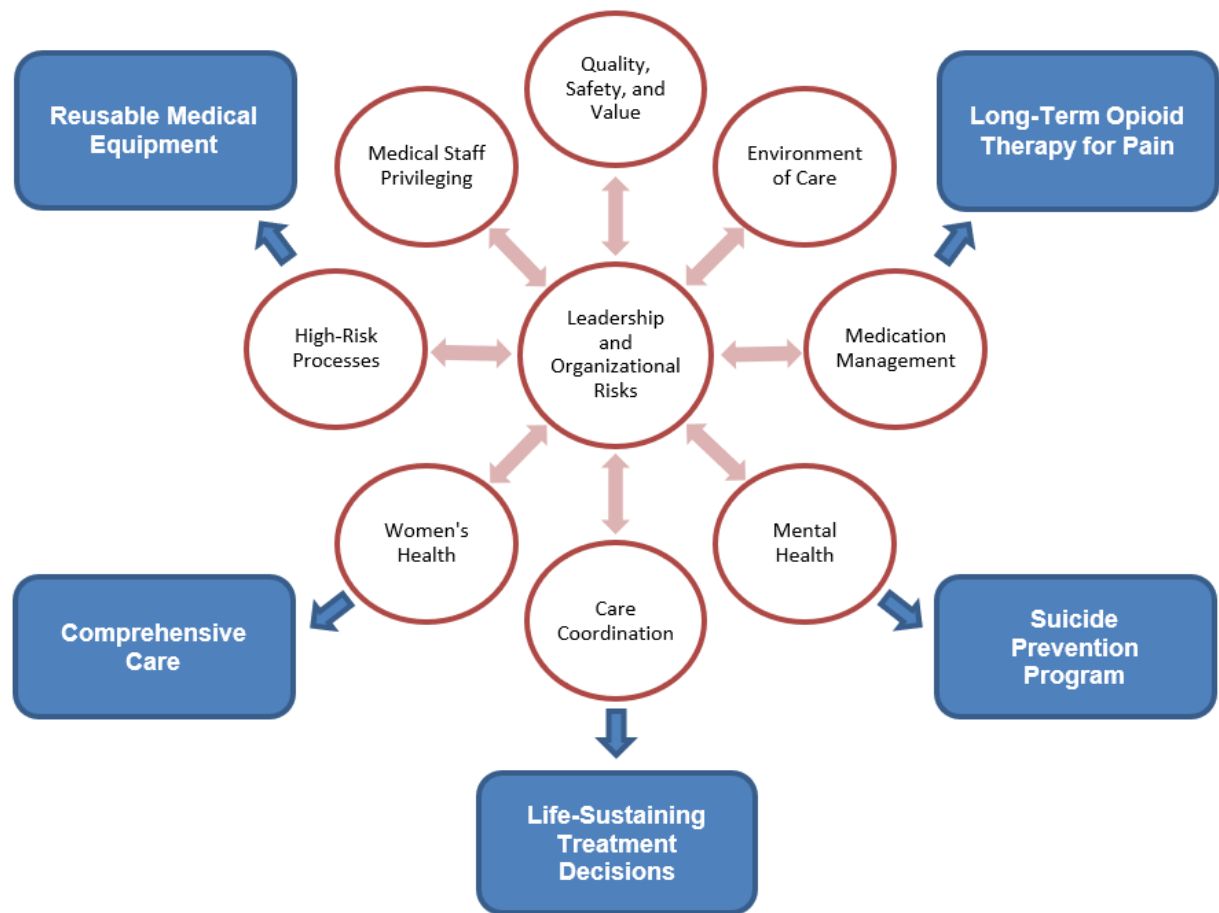 Quality,
Safety, and
Value
Reusable Medical
Equipment
Long-Term Opioid
Therapy for Pain
Medical Staff
Privileging
Environment
of Care
High-Risk
Processes
Leadership
and
Organizational
Risks
Medication
Management
Women's
Health
Mental
Health
Care
Coordination
Comprehensive
Care
Suicide
Prevention
Program
Life-Sustaining
Treatment
Decisions